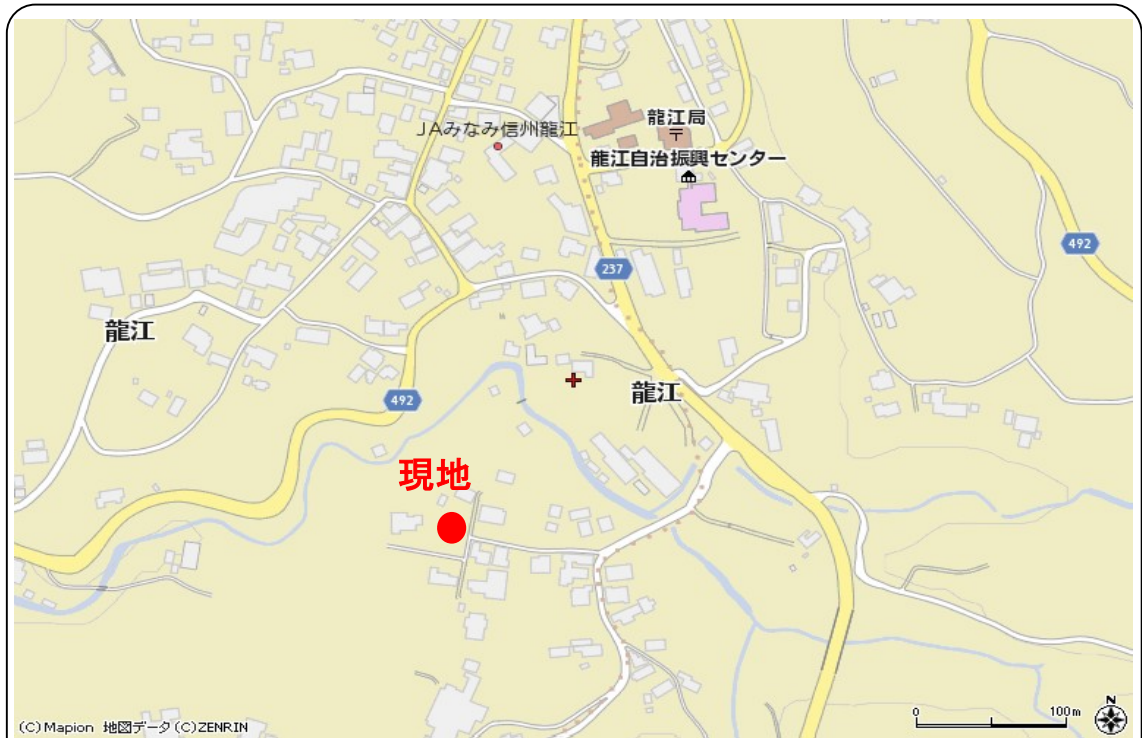 龍江局
〒
JAみなみ信州龍江
龍江自治振興センター
492
237
龍江
龍江
492
現地
(C)Mapion 地図データ(C)ZENRIN
0 100m
N